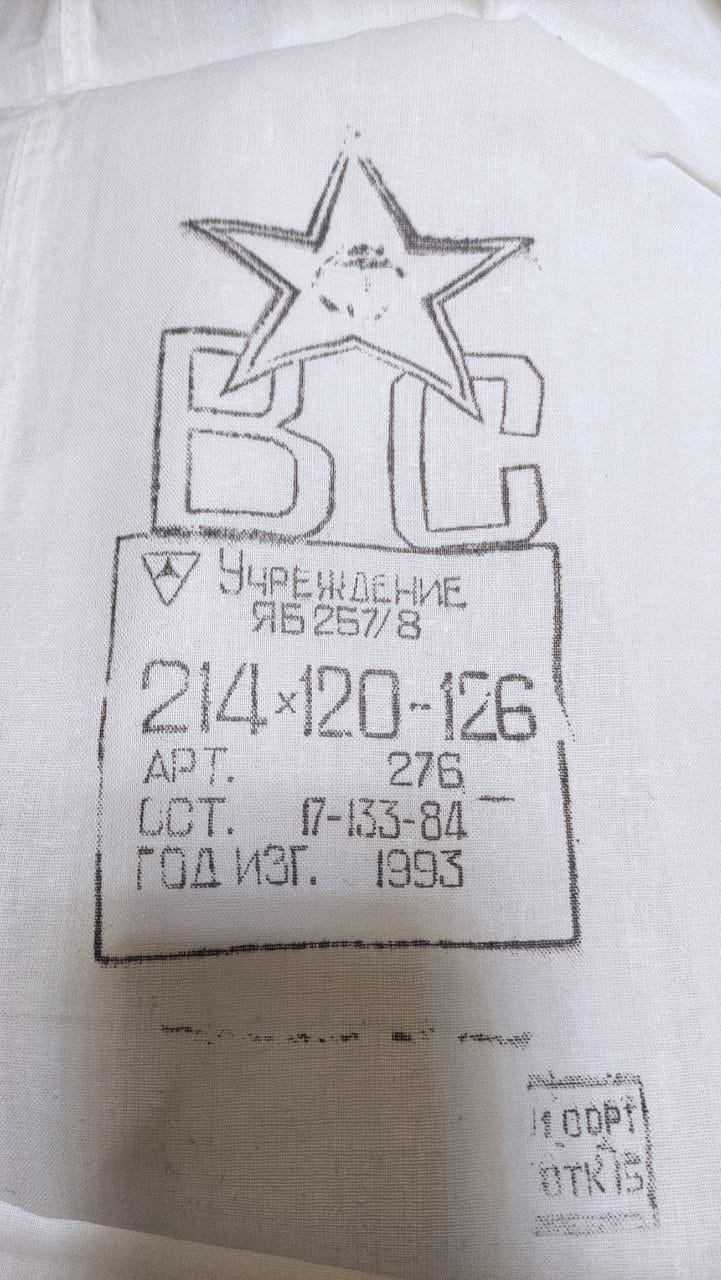 ВС
Учреждение
ЯБ 257/8
214×120-126
АРТ. 276
ОСТ. 17-133-84
ГОД ИЗГ. 1993
1 СОРТ
ОТК 15